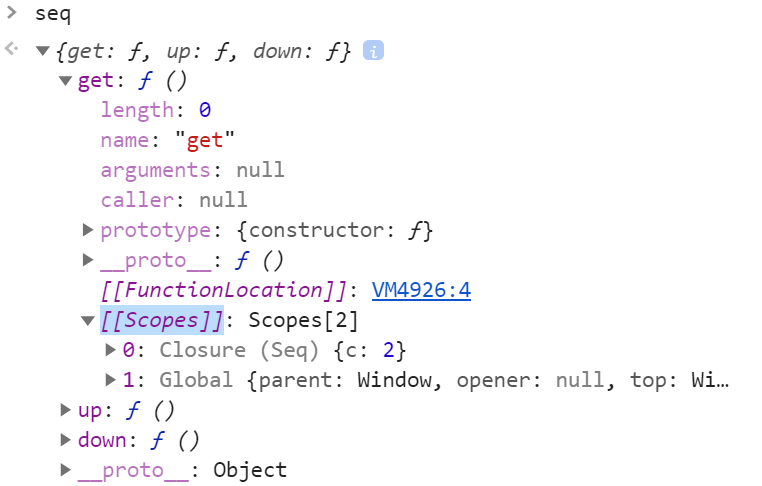 > seq
{get: ƒ, up: ƒ, down: ƒ} i
get: ƒ ()
length: 0
name: "get"
arguments: null
caller: null
prototype: {constructor: ƒ}
__proto__: ƒ ()
[[FunctionLocation]]: VM4926:4
[[Scopes]]: Scopes[2]
0: Closure (Seq) {c: 2}
1: Global {parent: Window, opener: null, top: Wi…
up: ƒ ()
down: ƒ ()
__proto__: Object